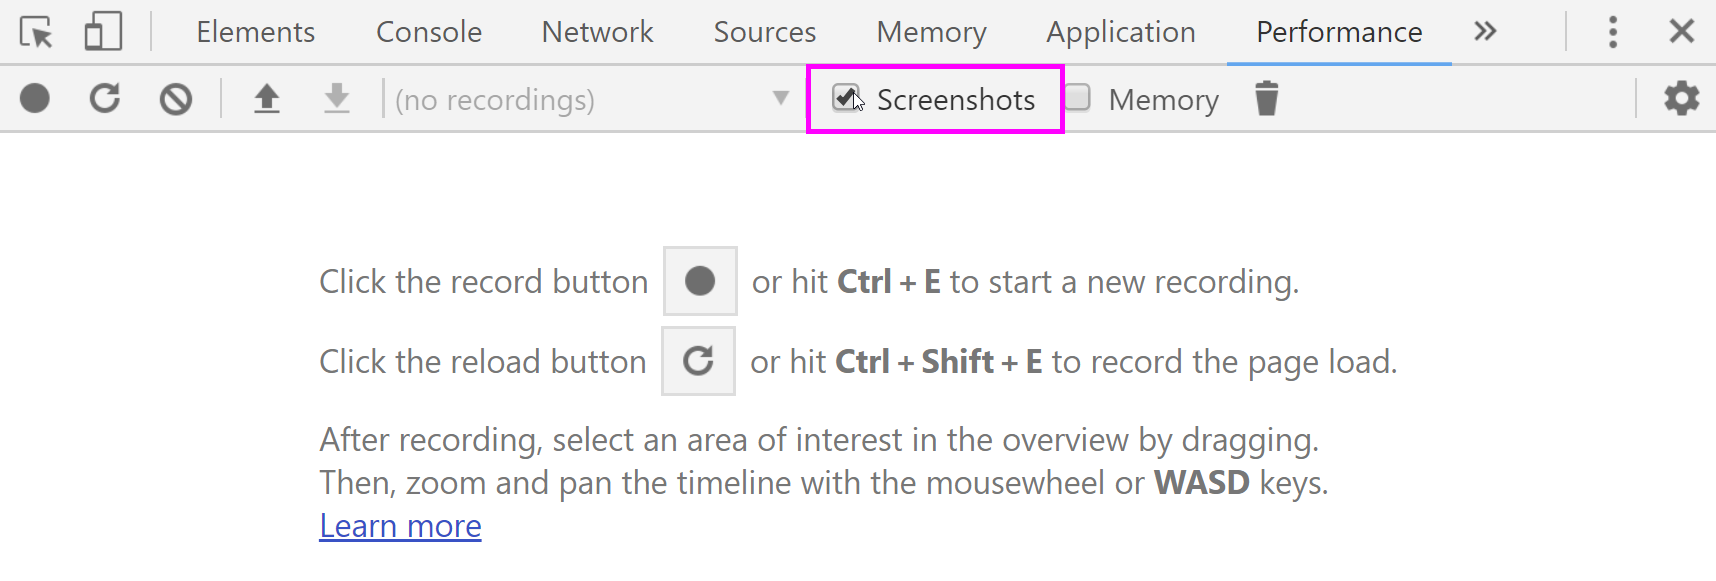 Elements Console Network Sources Memory Application Performance
(no recordings) Screenshots Memory
Click the record button or hit Ctrl + E to start a new recording.
Click the reload button or hit Ctrl + Shift + E to record the page load.
After recording, select an area of interest in the overview by dragging.
Then, zoom and pan the timeline with the mousewheel or WASD keys.
Learn more